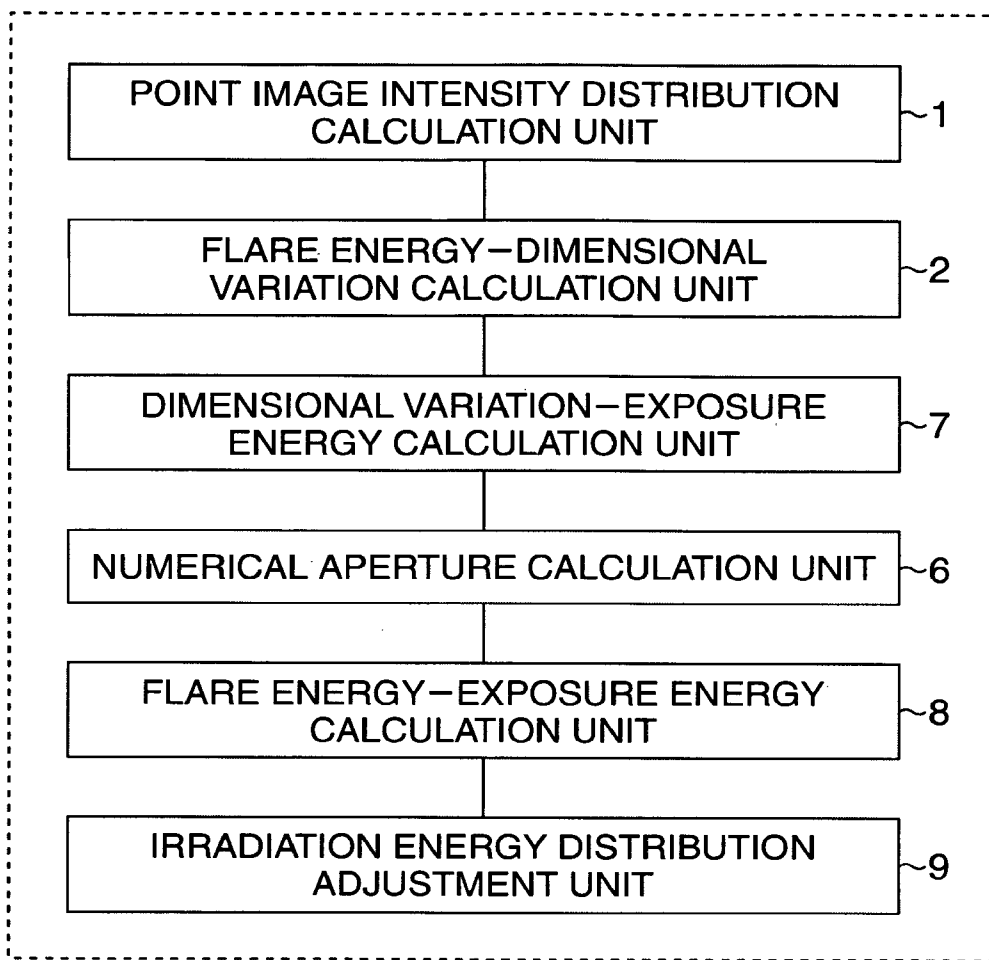 POINT IMAGE INTENSITY DISTRIBUTION
CALCULATION UNIT
~1
FLARE ENERGY–DIMENSIONAL
VARIATION CALCULATION UNIT
~2
DIMENSIONAL VARIATION–EXPOSURE
ENERGY CALCULATION UNIT
~7
NUMERICAL APERTURE CALCULATION UNIT
~6
FLARE ENERGY–EXPOSURE ENERGY
CALCULATION UNIT
~8
IRRADIATION ENERGY DISTRIBUTION
ADJUSTMENT UNIT
~9